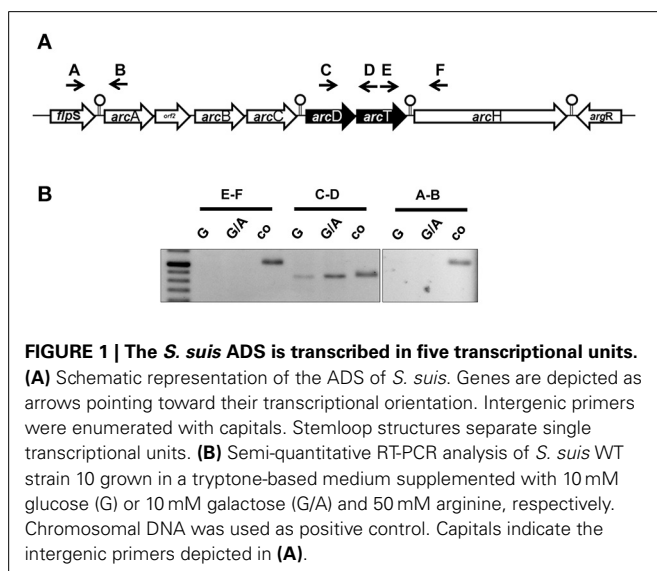 A
A B C D E F
flpS arcA orf2 arcB arcC arcD arcT arcH argR
B
E-F C-D A-B
G G/A co G G/A co G G/A co
FIGURE 1 | The S. suis ADS is transcribed in five transcriptional units.
(A) Schematic representation of the ADS of S. suis. Genes are depicted as
arrows pointing toward their transcriptional orientation. Intergenic primers
were enumerated with capitals. Stemloop structures separate single
transcriptional units. (B) Semi-quantitative RT-PCR analysis of S. suis WT
strain 10 grown in a tryptone-based medium supplemented with 10 mM
glucose (G) or 10 mM galactose (G/A) and 50 mM arginine, respectively.
Chromosomal DNA was used as positive control. Capitals indicate the
intergenic primers depicted in (A).